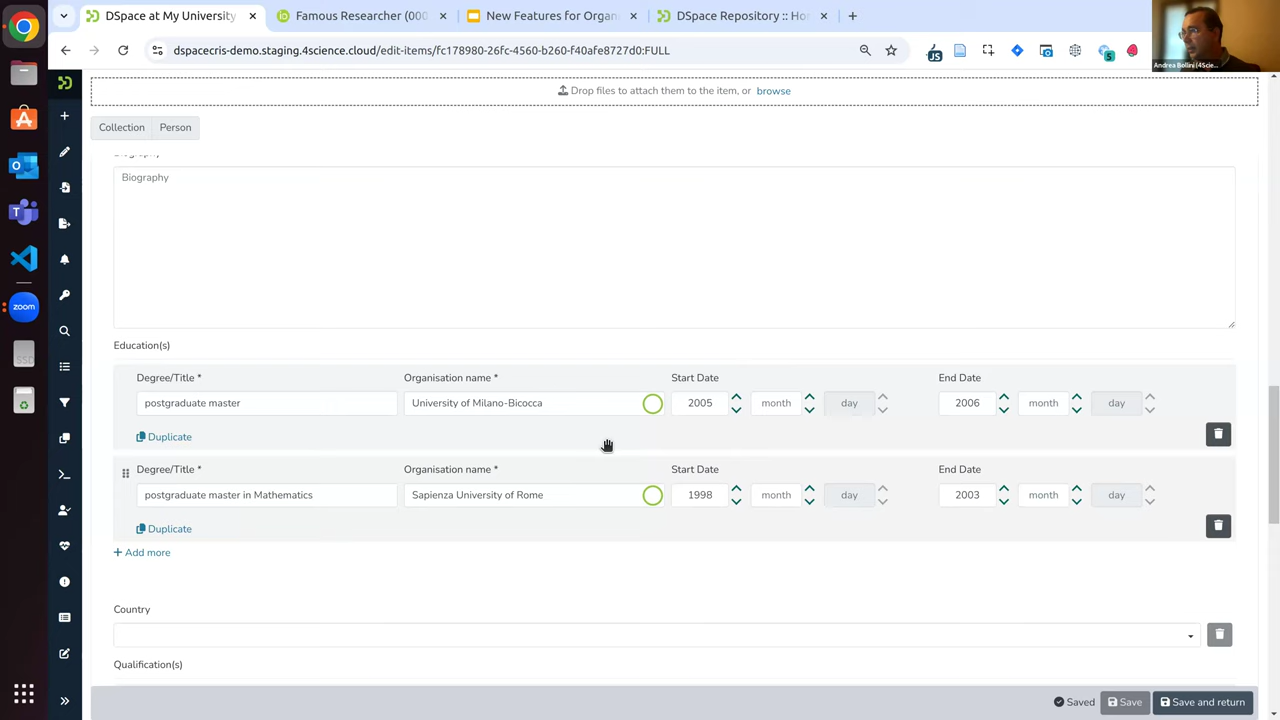 DSpace at My University
Famous Researcher (000
New Features for Organ
DSpace Repository :: Ho
dspacecris-demo.staging.4science.cloud/edit-items/fc178980-26fc-4560-b260-f40afe8727d0:FULL
Andrea Bollini (4Scie...
Drop files to attach them to the item, or browse
Collection Person
Biography
Biography
Education(s)
Degree/Title * Organisation name * Start Date End Date
postgraduate master University of Milano-Bicocca 2005 month day 2006 month day
Duplicate
Degree/Title * Organisation name * Start Date End Date
postgraduate master in Mathematics Sapienza University of Rome 1998 month day 2003 month day
Duplicate
+ Add more
Country
Qualification(s)
Saved Save Save and return
zoom
SSD
JS
5